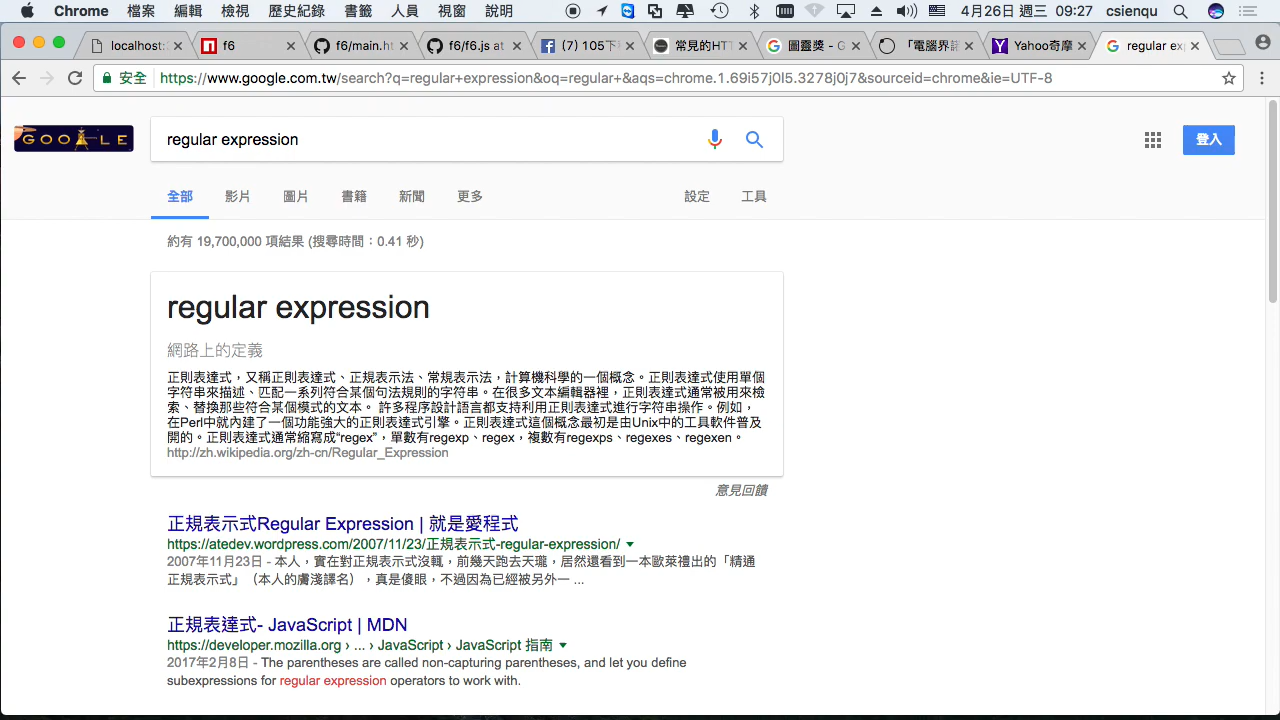 Chrome 檔案 編輯 檢視 歷史紀錄 書籤 人員 視窗 說明 4月26日 週三 09:27 csienqu
localhost: f6 f6/main.ht f6/f6.js at (7) 105下 常見的HTT 圖靈獎 - G 「電腦界諾 Yahoo奇摩 regular exp
安全 https://www.google.com.tw/search?q=regular+expression&oq=regular+&aqs=chrome.1.69i57j0l5.3278j0j7&sourceid=chrome&ie=UTF-8
GOOGLE regular expression 登入
全部 影片 圖片 書籍 新聞 更多 設定 工具
約有 19,700,000 項結果 (搜尋時間：0.41 秒)
regular expression
網路上的定義
正則表達式，又稱正則表達式、正規表示法、常規表示法，計算機科學的一個概念。正則表達式使用單個
字符串來描述、匹配一系列符合某個句法規則的字符串。在很多文本編輯器裡，正則表達式通常被用來檢
索、替換那些符合某個模式的文本。 許多程序設計語言都支持利用正則表達式進行字符串操作。例如，
在Perl中就內建了一個功能強大的正則表達式引擎。正則表達式這個概念最初是由Unix中的工具軟件普及
開的。正則表達式通常縮寫成“regex”，單數有regexp、regex，複數有regexps、regexes、regexen。
http://zh.wikipedia.org/zh-cn/Regular_Expression
意見回饋
正規表示式Regular Expression | 就是愛程式
https://atedev.wordpress.com/2007/11/23/正規表示式-regular-expression/
2007年11月23日 - 本人，實在對正規表示式沒輒，前幾天跑去天瓏，居然還看到一本歐萊禮出的「精通
正規表示式」（本人的膚淺譯名），真是傻眼，不過因為已經被另外一 ...
正規表達式- JavaScript | MDN
https://developer.mozilla.org › ... › JavaScript › JavaScript 指南
2017年2月8日 - The parentheses are called non-capturing parentheses, and let you define
subexpressions for regular expression operators to work with.